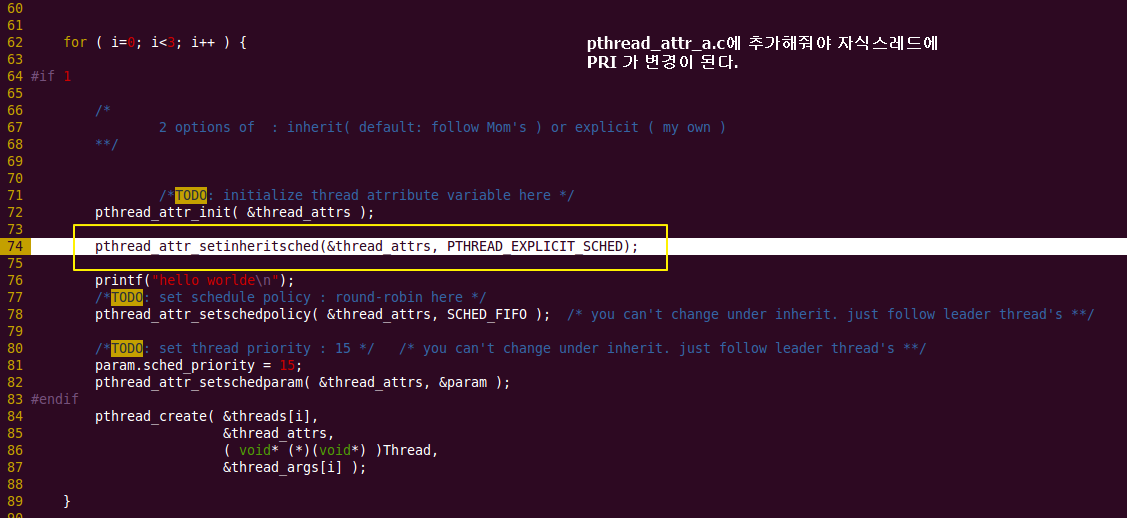 60
61
62 for ( i=0; i<3; i++ ) {
pthread_attr_a.c에 추가해줘야 자식스레드에
PRI 가 변경이 된다.
63
64 #if 1
65
66 /*
67 2 options of  : inherit( default: follow Mom's ) or explicit ( my own )
68 **/
69
70
71 /*TODO: initialize thread atrribute variable here */
72 pthread_attr_init( &thread_attrs );
73
74 pthread_attr_setinheritsched(&thread_attrs, PTHREAD_EXPLICIT_SCHED);
75
76 printf("hello worlde\n");
77 /*TODO: set schedule policy : round-robin here */
78 pthread_attr_setschedpolicy( &thread_attrs, SCHED_FIFO );  /* you can't change under inherit. just follow leader thread's **/
79
80 /*TODO: set thread priority : 15 */   /* you can't change under inherit. just follow leader thread's **/
81 param.sched_priority = 15;
82 pthread_attr_setschedparam( &thread_attrs, &param );
83 #endif
84 pthread_create( &threads[i],
85 &thread_attrs,
86 ( void* (*)(void*) )Thread,
87 &thread_args[i] );
88
89 }
90